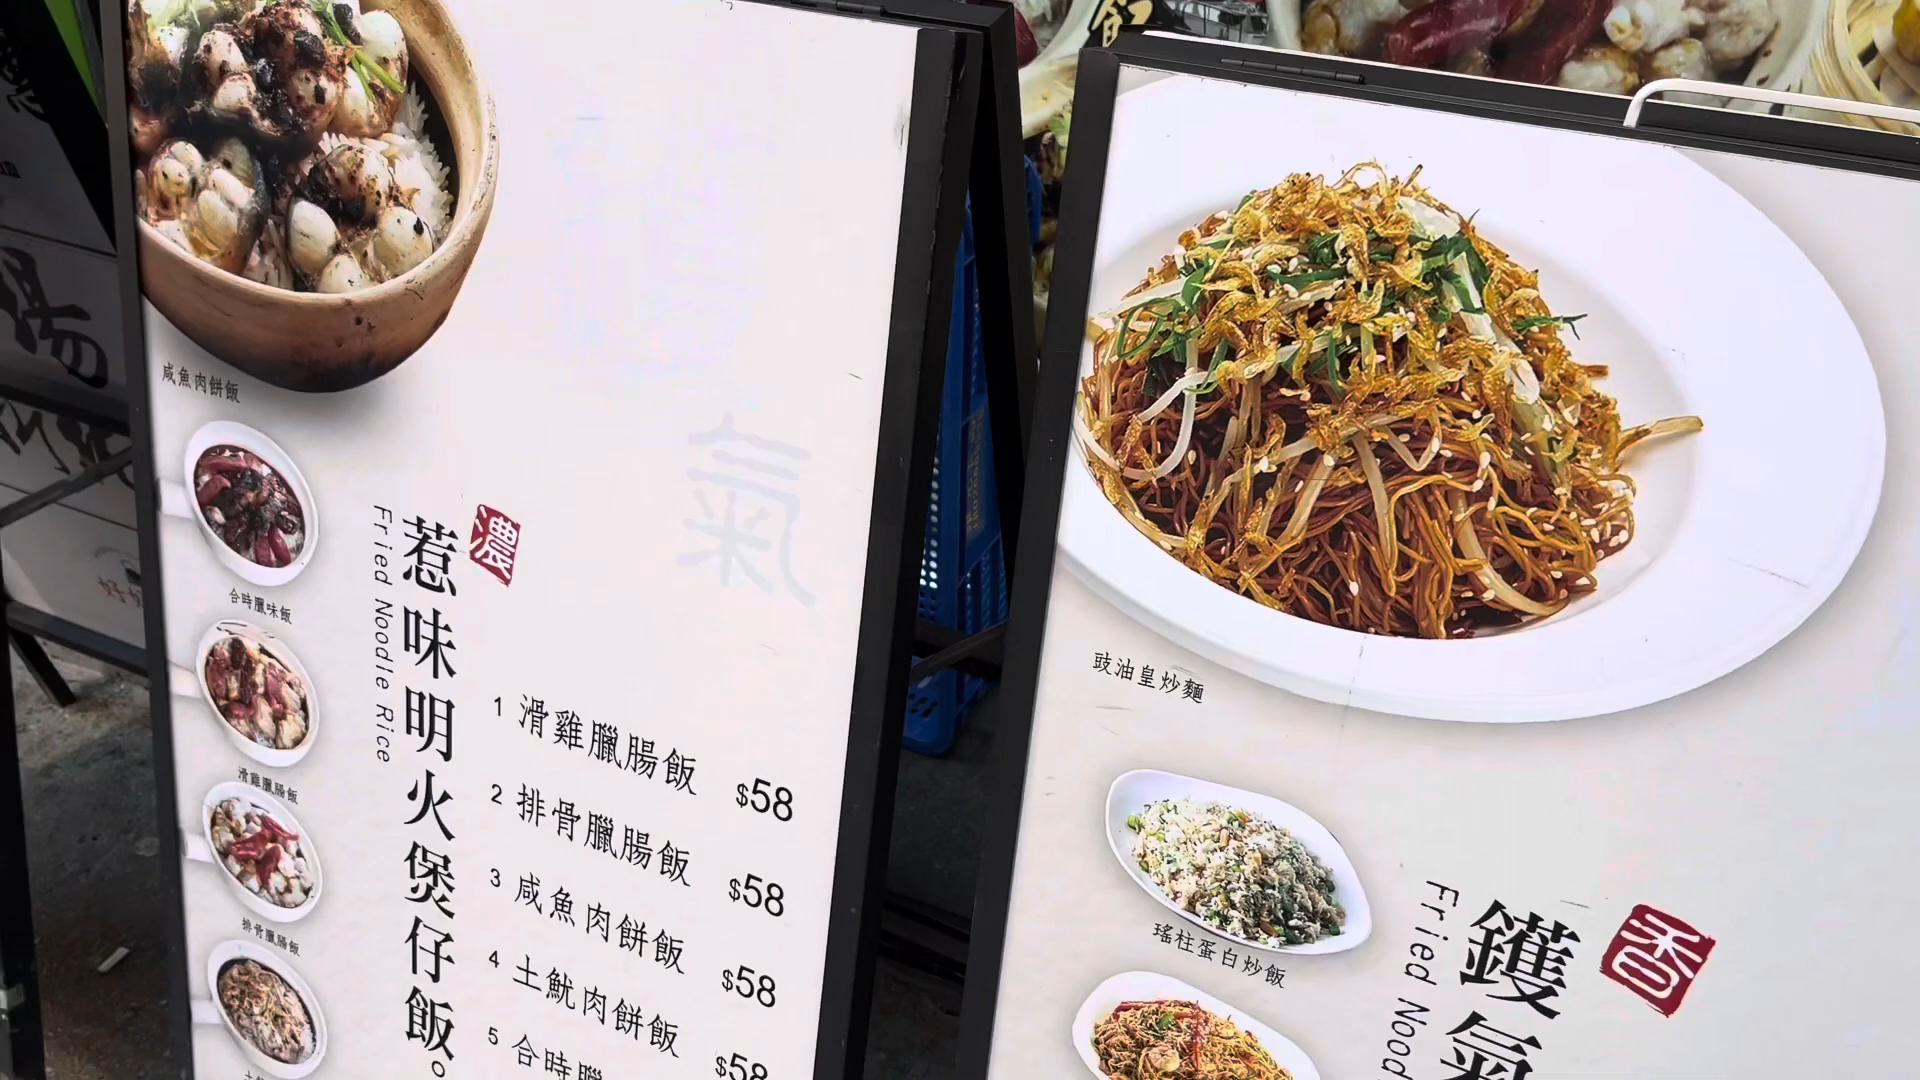 咸魚肉餅飯
合時臘味飯
滑雞臘腸飯
排骨臘腸飯
濃
惹味明火煲仔飯。
Fried Noodle Rice
氣
1 滑雞臘腸飯 $58
2 排骨臘腸飯 $58
3 咸魚肉餅飯 $58
4 土魷肉餅飯 $58
5 合時臘
豉油皇炒麵
瑤柱蛋白炒飯
香
鑊氣
Fried Nood